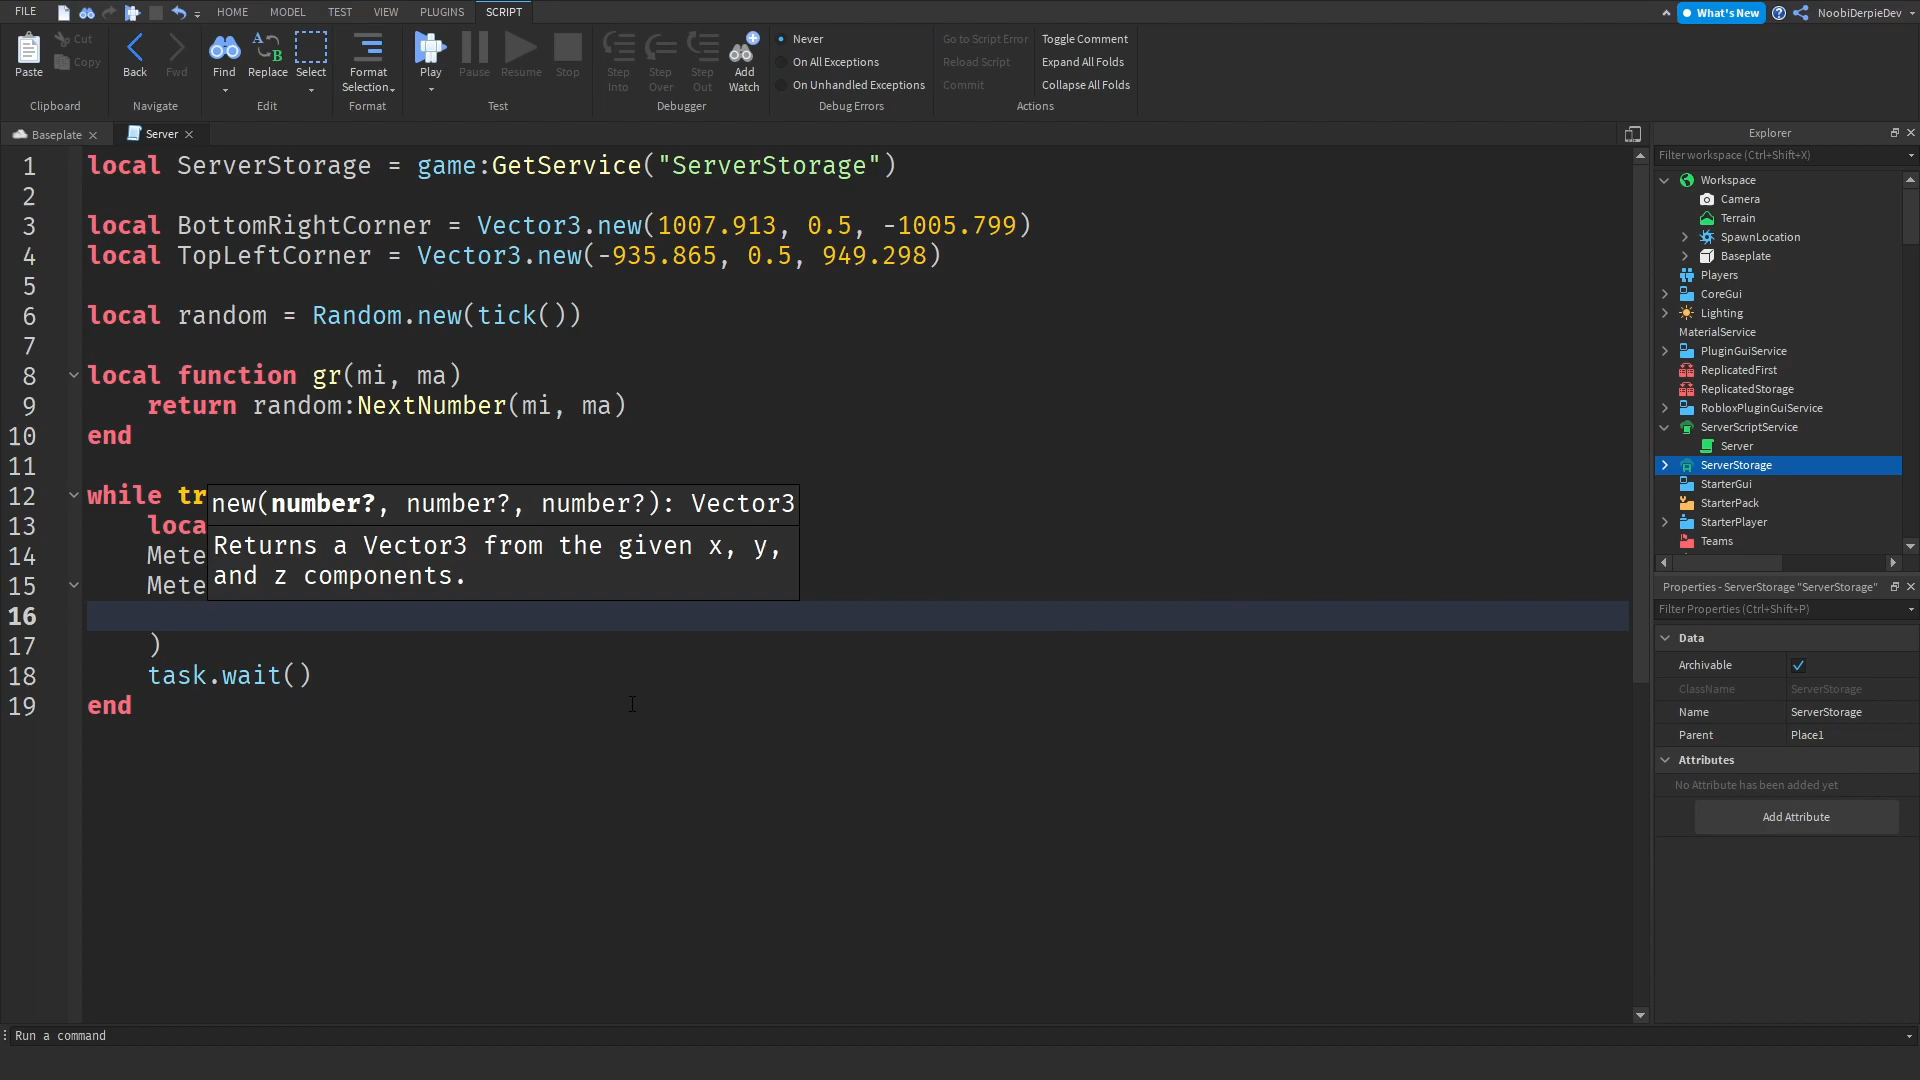 FILE HOME MODEL TEST VIEW PLUGINS SCRIPT What's New NoobiDerpieDev
Paste Cut Copy Clipboard
Back Fwd Navigate
Find Replace Select Edit
Format Selection Format
Play Pause Resume Stop Test
Step Into Step Over Step Out Add Watch Debugger
Never
On All Exceptions
On Unhandled Exceptions
Debug Errors
Go to Script Error Toggle Comment
Reload Script Expand All Folds
Commit Collapse All Folds
Actions
Baseplate Server
1 local ServerStorage = game:GetService("ServerStorage")
2
3 local BottomRightCorner = Vector3.new(1007.913, 0.5, -1005.799)
4 local TopLeftCorner = Vector3.new(-935.865, 0.5, 949.298)
5
6 local random = Random.new(tick())
7
8 local function gr(mi, ma)
9 return random:NextNumber(mi, ma)
10 end
11
12 while tr
13 loca
14 Mete
15 Mete
16
17 )
18 task.wait()
19 end
new(number?, number?, number?): Vector3
Returns a Vector3 from the given x, y,
and z components.
Explorer
Filter workspace (Ctrl+Shift+X)
Workspace
Camera
Terrain
SpawnLocation
Baseplate
Players
CoreGui
Lighting
MaterialService
PluginGuiService
ReplicatedFirst
ReplicatedStorage
RobloxPluginGuiService
ServerScriptService
Server
ServerStorage
StarterGui
StarterPack
StarterPlayer
Teams
Properties - ServerStorage "ServerStorage"
Filter Properties (Ctrl+Shift+P)
Data
Archivable
ClassName ServerStorage
Name ServerStorage
Parent Place1
Attributes
No Attribute has been added yet
Add Attribute
Run a command